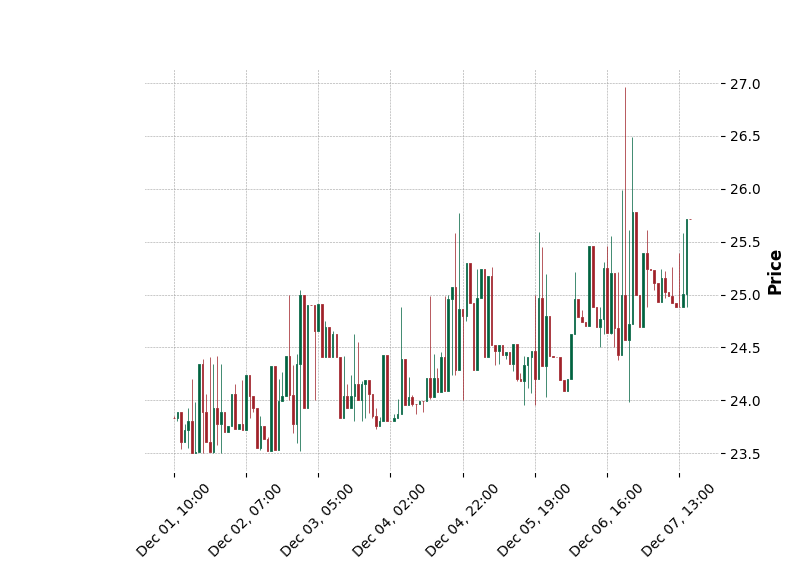 27.0
26.5
26.0
25.5
25.0
24.5
24.0
23.5
Price
Dec 01, 10:00
Dec 02, 07:00
Dec 03, 05:00
Dec 04, 02:00
Dec 04, 22:00
Dec 05, 19:00
Dec 06, 16:00
Dec 07, 13:00